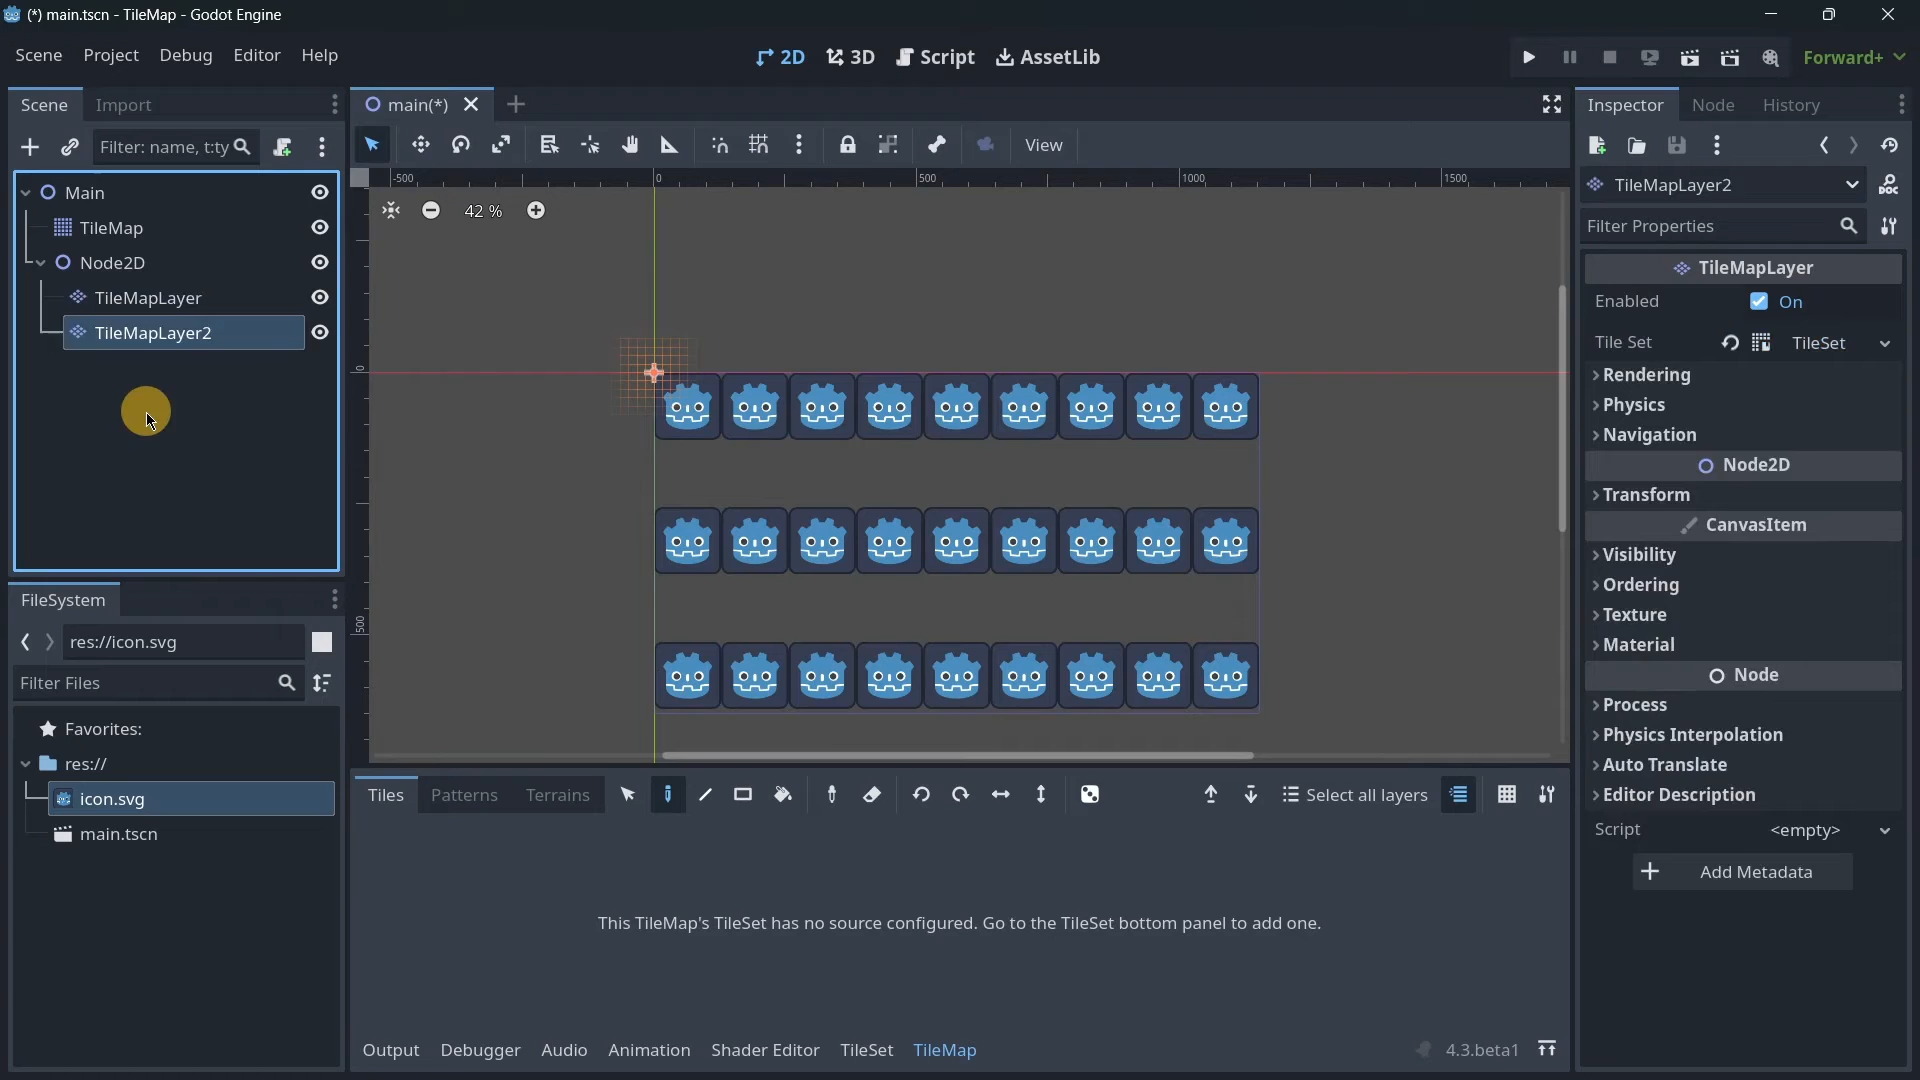 (*) main.tscn - TileMap - Godot Engine
Scene Project Debug Editor Help
2D 3D Script AssetLib
Forward+
Scene Import
main(*)
Inspector Node History
Filter: name, t:ty
View
Main
TileMap
Node2D
TileMapLayer
TileMapLayer2
-500 0 500 1000 1500
42 %
0
500
TileMapLayer2
DOC
Filter Properties
TileMapLayer
Enabled On
Tile Set TileSet
Rendering
Physics
Navigation
Node2D
Transform
CanvasItem
Visibility
Ordering
Texture
Material
Node
Process
Physics Interpolation
Auto Translate
Editor Description
Script <empty>
Add Metadata
FileSystem
res://icon.svg
Filter Files
Favorites:
res://
icon.svg
main.tscn
Tiles Patterns Terrains
Select all layers
This TileMap's TileSet has no source configured. Go to the TileSet bottom panel to add one.
Output Debugger Audio Animation Shader Editor TileSet TileMap
4.3.beta1